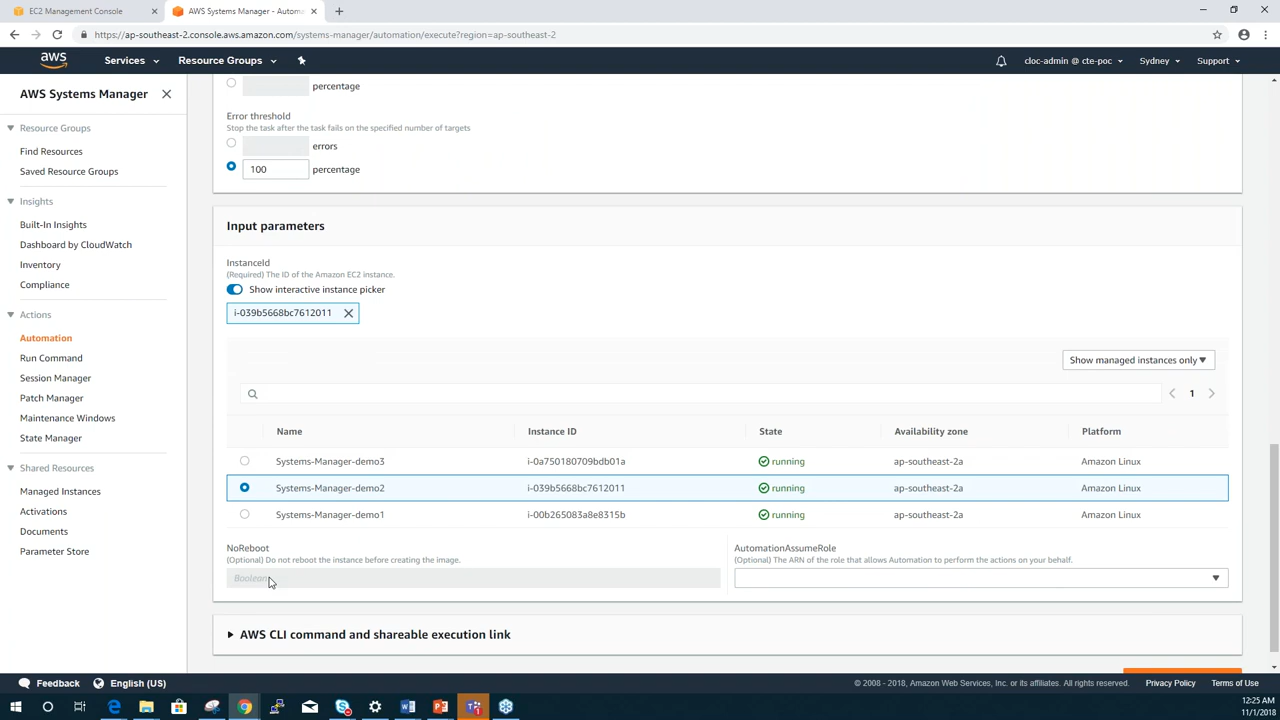 EC2 Management Console
AWS Systems Manager - Automa
https://ap-southeast-2.console.aws.amazon.com/systems-manager/automation/execute?region=ap-southeast-2
aws
Services
Resource Groups
cloc-admin @ cte-poc
Sydney
Support
AWS Systems Manager
Resource Groups
Find Resources
Saved Resource Groups
Insights
Built-In Insights
Dashboard by CloudWatch
Inventory
Compliance
Actions
Automation
Run Command
Session Manager
Patch Manager
Maintenance Windows
State Manager
Shared Resources
Managed Instances
Activations
Documents
Parameter Store
percentage
Error threshold
Stop the task after the task fails on the specified number of targets
errors
100 percentage
Input parameters
InstanceId
(Required) The ID of the Amazon EC2 instance.
Show interactive instance picker
i-039b5668bc7612011
Show managed instances only
1
Name Instance ID State Availability zone Platform
Systems-Manager-demo3 i-0a750180709bdb01a running ap-southeast-2a Amazon Linux
Systems-Manager-demo2 i-039b5668bc7612011 running ap-southeast-2a Amazon Linux
Systems-Manager-demo1 i-00b265083a8e8315b running ap-southeast-2a Amazon Linux
NoReboot
(Optional) Do not reboot the instance before creating the image.
Boolean
AutomationAssumeRole
(Optional) The ARN of the role that allows Automation to perform the actions on your behalf.
AWS CLI command and shareable execution link
Feedback
English (US)
© 2008 - 2018, Amazon Web Services, Inc. or its affiliates. All rights reserved.
Privacy Policy
Terms of Use
12:25 AM
11/1/2018